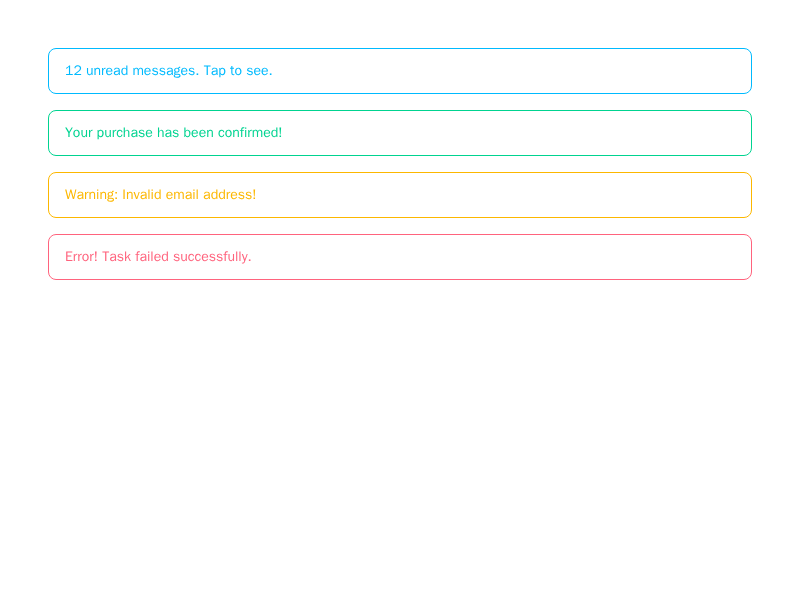 12 unread messages. Tap to see.
Your purchase has been confirmed!
Warning: Invalid email address!
Error! Task failed successfully.